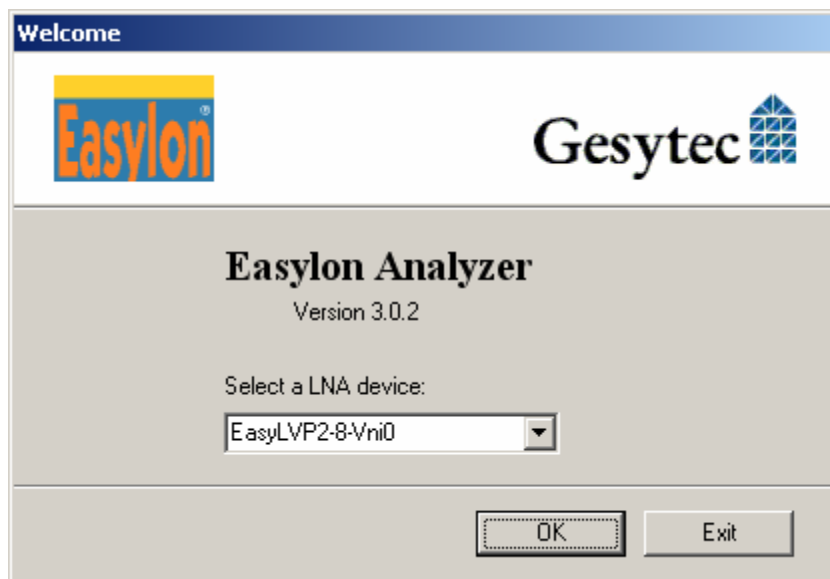 Welcome
Easylon®
Gesytec
Easylon Analyzer
Version 3.0.2
Select a LNA device:
EasyLVP2-8-Vni0
OK
Exit